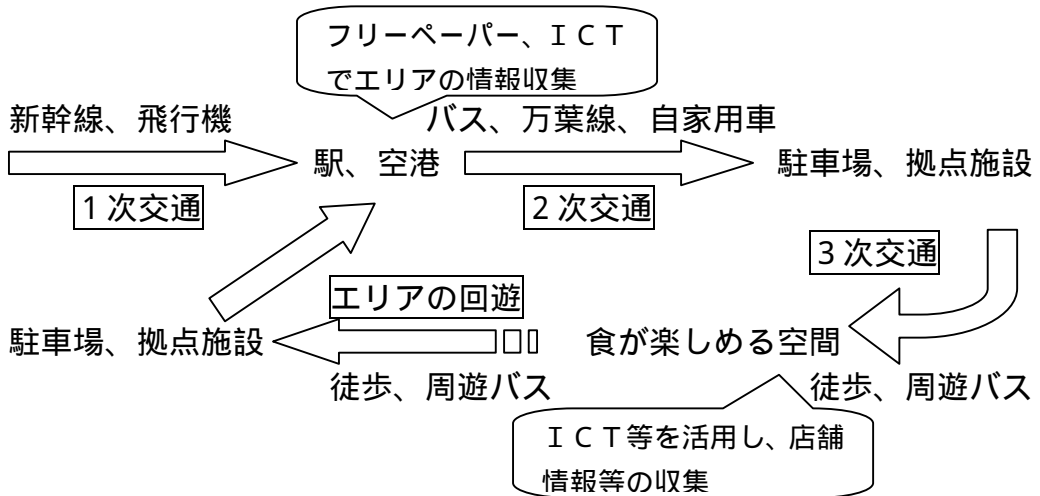 フリーペーパー、ＩＣＴ
でエリアの情報収集
新幹線、飛行機
バス、万葉線、自家用車
駅、空港
駐車場、拠点施設
１次交通
２次交通
３次交通
エリアの回遊
駐車場、拠点施設
食が楽しめる空間
徒歩、周遊バス
徒歩、周遊バス
ＩＣＴ等を活用し、店舗
情報等の収集